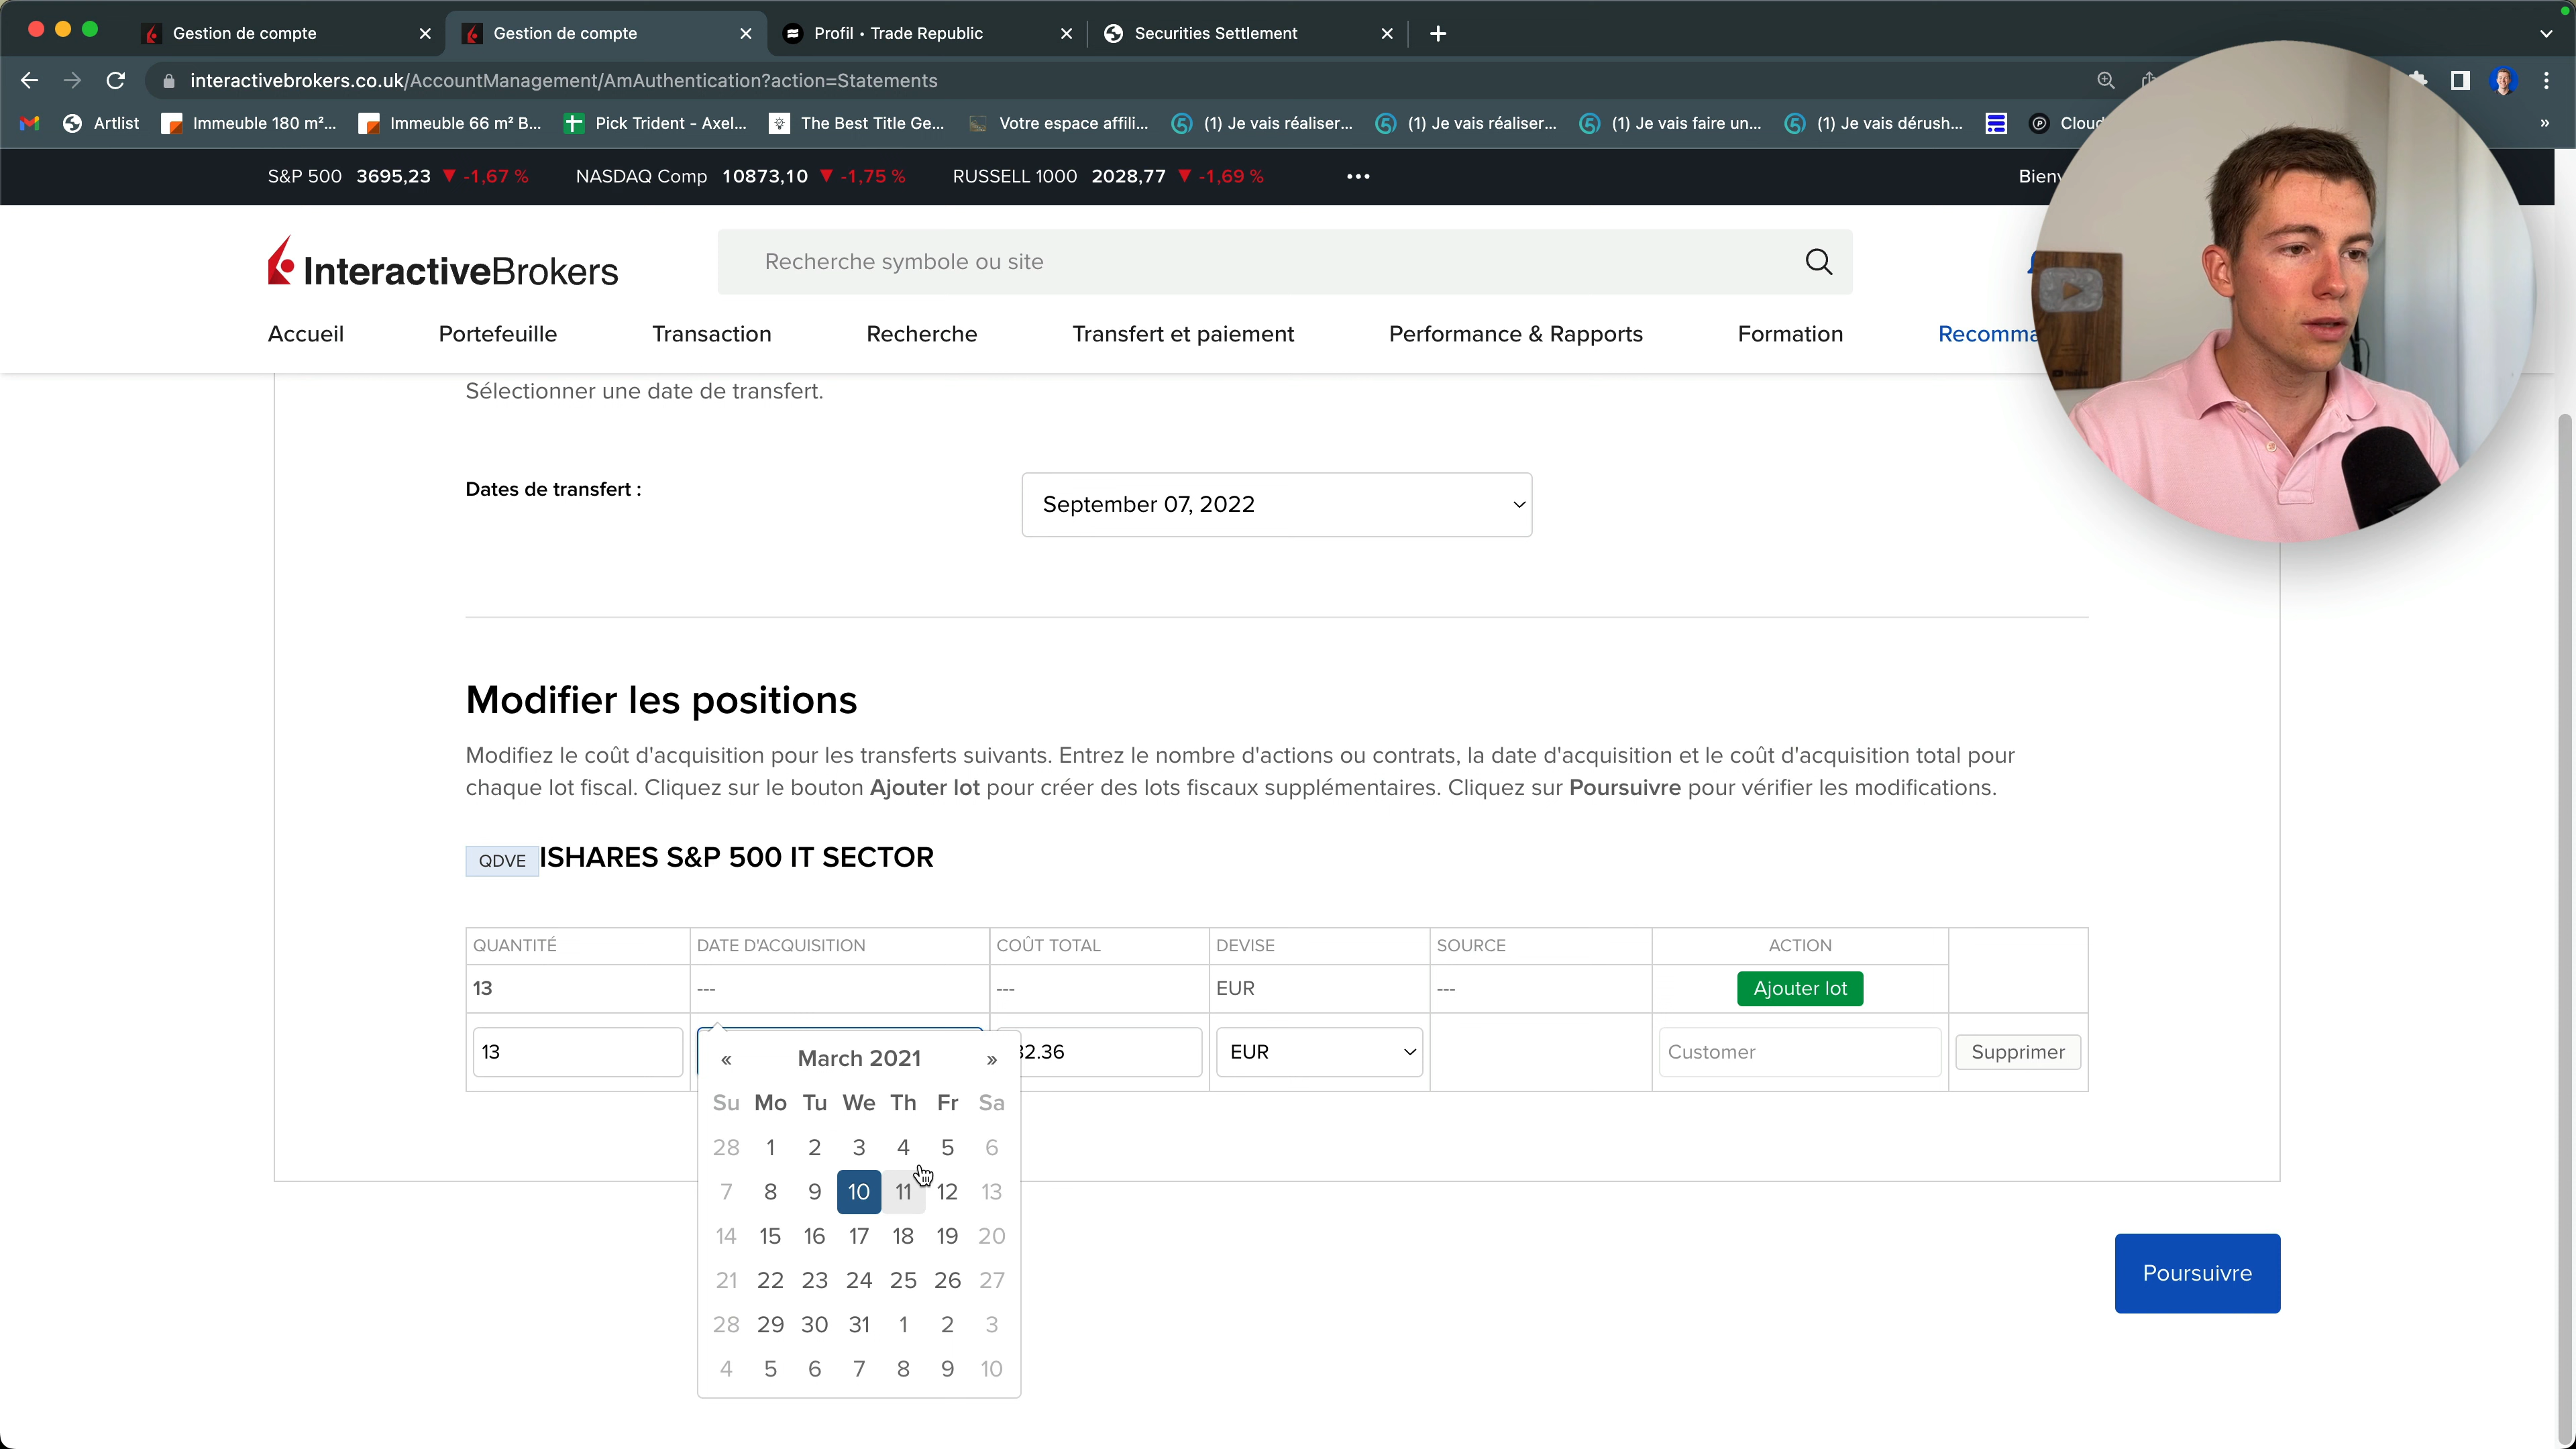 Gestion de compte
Gestion de compte
Profil • Trade Republic
Securities Settlement
interactivebrokers.co.uk/AccountManagement/AmAuthentication?action=Statements
Artlist
Immeuble 180 m²...
Immeuble 66 m² B...
Pick Trident - Axel...
The Best Title Ge...
Votre espace affili...
(1) Je vais réaliser...
(1) Je vais réaliser...
(1) Je vais faire un...
(1) Je vais dérush...
Cloud
»
S&P 500 3695,23 ▼ -1,67 %
NASDAQ Comp 10873,10 ▼ -1,75 %
RUSSELL 1000 2028,77 ▼ -1,69 %
•••
Bienv
InteractiveBrokers
Recherche symbole ou site
Accueil
Portefeuille
Transaction
Recherche
Transfert et paiement
Performance & Rapports
Formation
Recomma
Sélectionner une date de transfert.
Dates de transfert :
September 07, 2022
Modifier les positions
Modifiez le coût d'acquisition pour les transferts suivants. Entrez le nombre d'actions ou contrats, la date d'acquisition et le coût d'acquisition total pour
chaque lot fiscal. Cliquez sur le bouton Ajouter lot pour créer des lots fiscaux supplémentaires. Cliquez sur Poursuivre pour vérifier les modifications.
QDVE ISHARES S&P 500 IT SECTOR
QUANTITÉ DATE D'ACQUISITION COÛT TOTAL DEVISE SOURCE ACTION
13 --- --- EUR --- Ajouter lot
13 32.36 EUR Customer Supprimer
« March 2021 »
Su Mo Tu We Th Fr Sa
28 1 2 3 4 5 6
7 8 9 10 11 12 13
14 15 16 17 18 19 20
21 22 23 24 25 26 27
28 29 30 31 1 2 3
4 5 6 7 8 9 10
Poursuivre